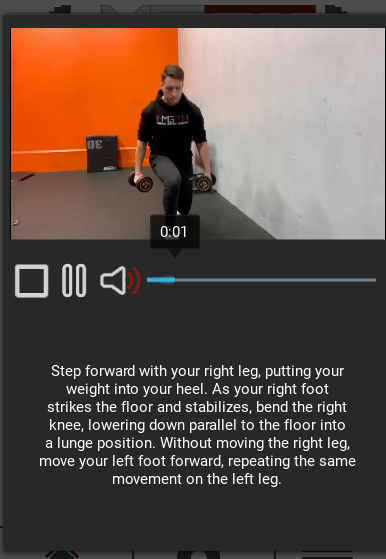 0:01
Step forward with your right leg, putting your
weight into your heel. As your right foot
strikes the floor and stabilizes, bend the right
knee, lowering down parallel to the floor into
a lunge position. Without moving the right leg,
move your left foot forward, repeating the same
movement on the left leg.